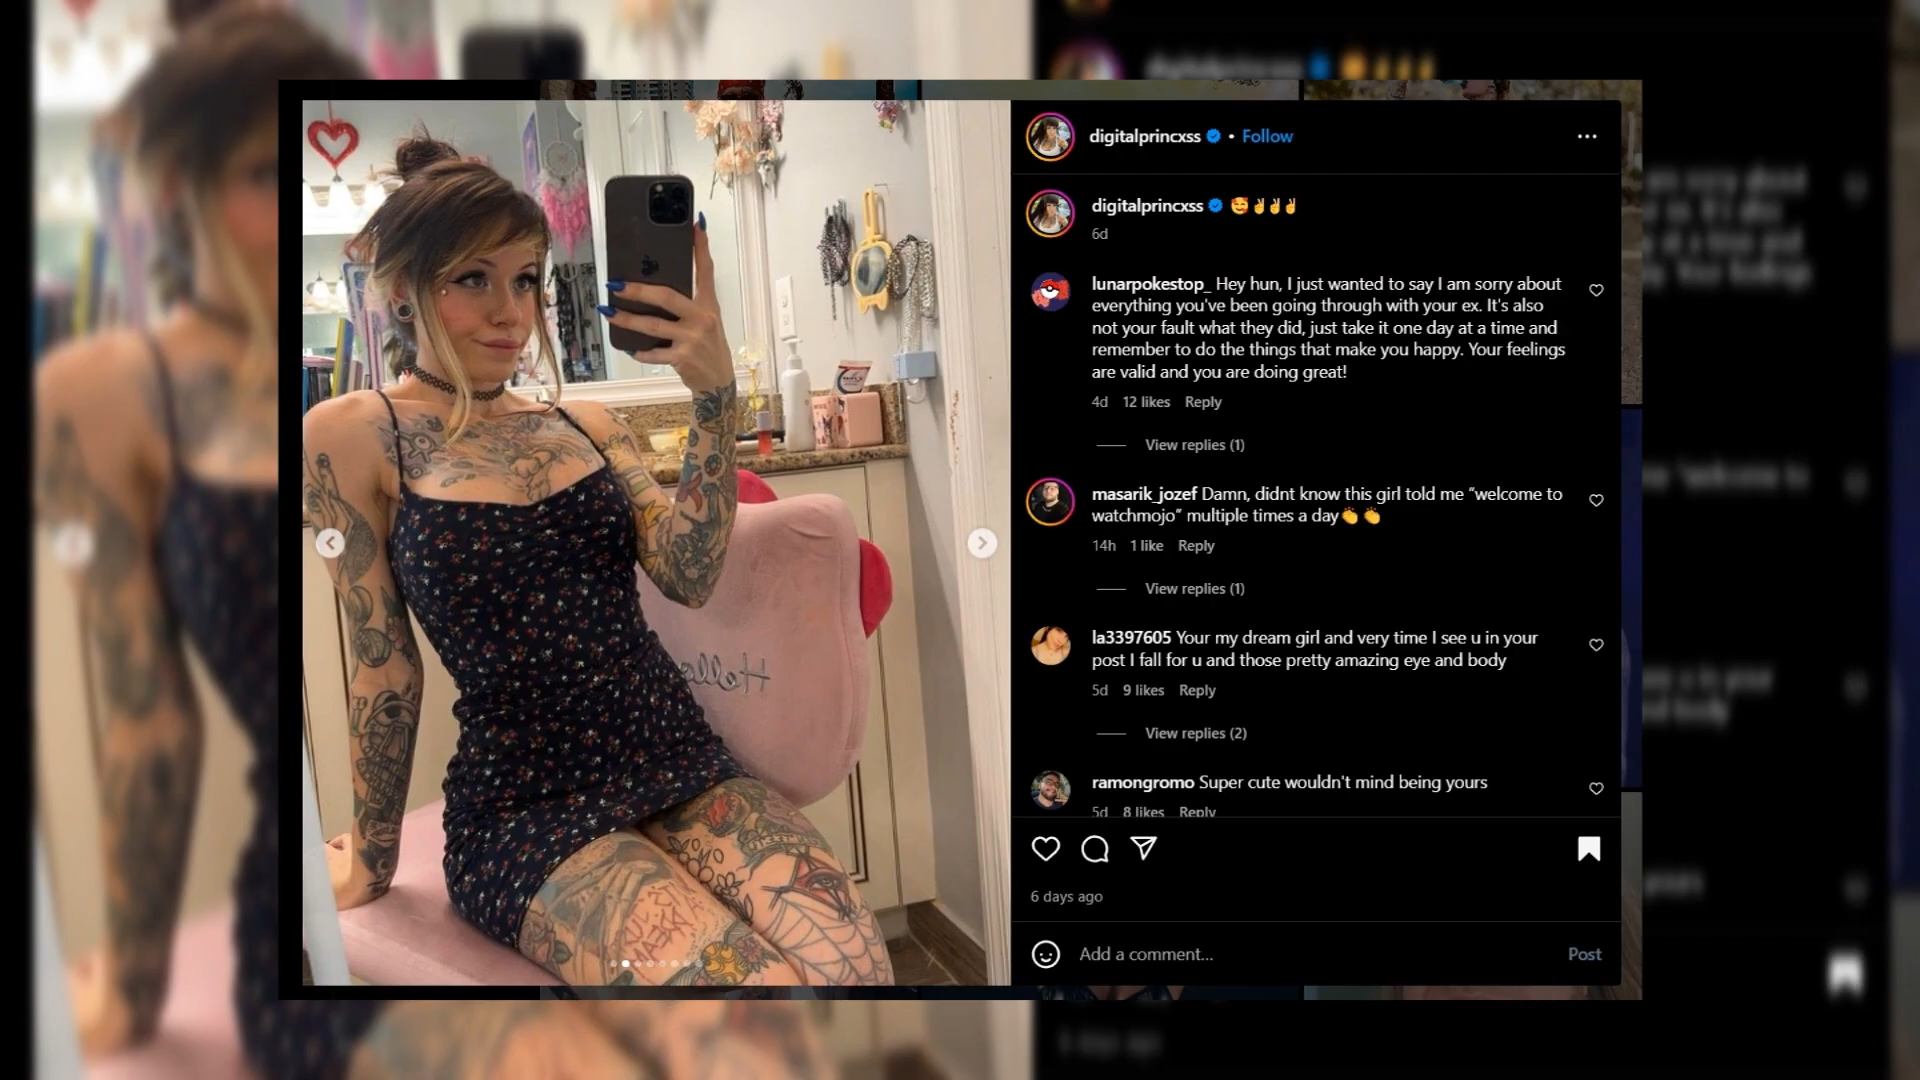 digitalprincxss • Follow
digitalprincxss 🥰✌️✌️✌️
6d
lunarpokestop_ Hey hun, I just wanted to say I am sorry about
everything you've been going through with your ex. It's also
not your fault what they did, just take it one day at a time and
remember to do the things that make you happy. Your feelings
are valid and you are doing great!
4d 12 likes Reply
View replies (1)
masarik_jozef Damn, didnt know this girl told me "welcome to
watchmojo" multiple times a day👏👏
14h 1 like Reply
View replies (1)
la3397605 Your my dream girl and very time I see u in your
post I fall for u and those pretty amazing eye and body
5d 9 likes Reply
View replies (2)
ramongromo Super cute wouldn't mind being yours
5d 8 likes Reply
6 days ago
Add a comment... Post
Hello